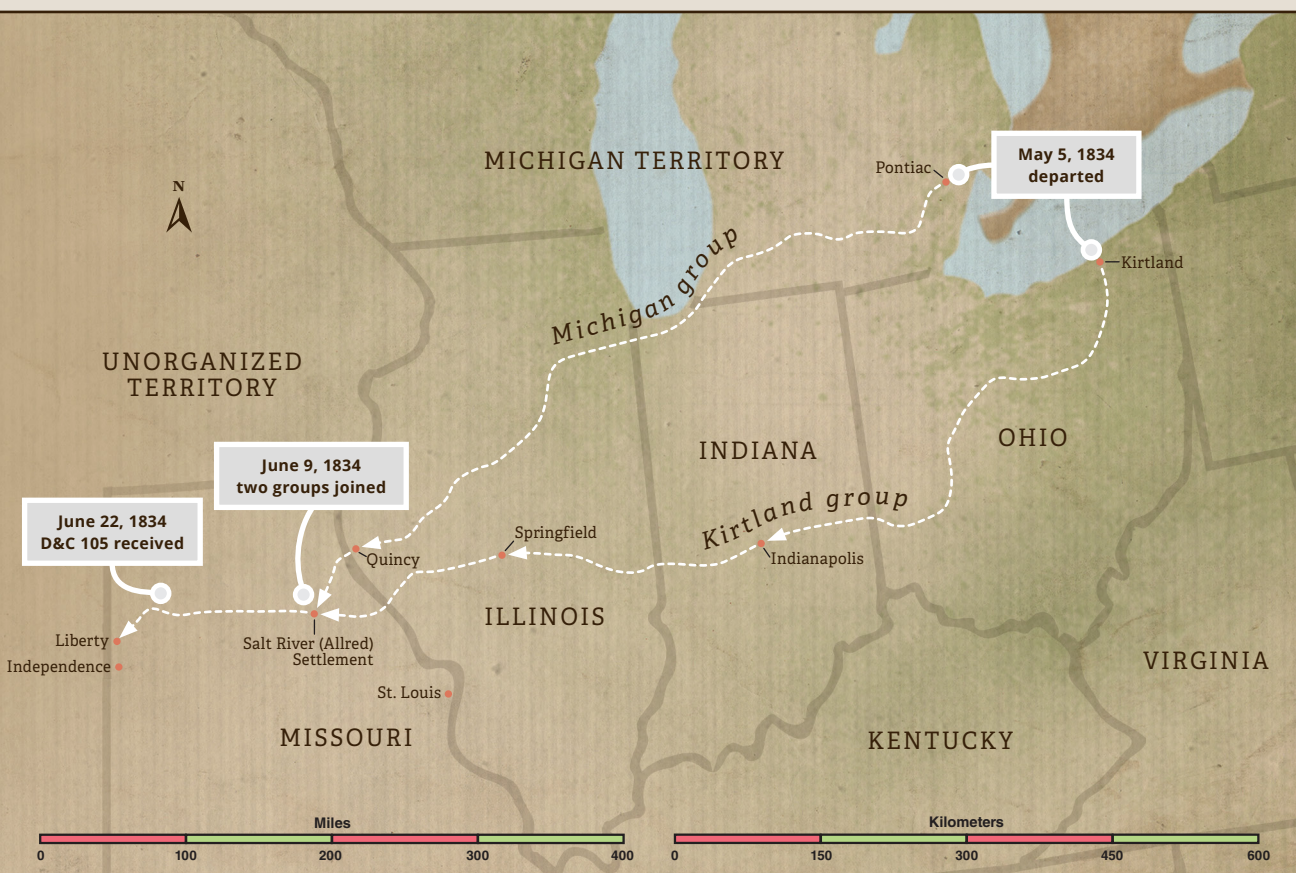 MICHIGAN TERRITORY
Pontiac
May 5, 1834
departed
N
Kirtland
Michigan group
UNORGANIZED
TERRITORY
INDIANA
OHIO
June 9, 1834
two groups joined
Kirtland group
June 22, 1834
D&C 105 received
Springfield
Quincy
Indianapolis
ILLINOIS
Liberty
Salt River (Allred)
Settlement
Independence
VIRGINIA
St. Louis
MISSOURI
KENTUCKY
Miles
0 100 200 300 400
Kilometers
0 150 300 450 600